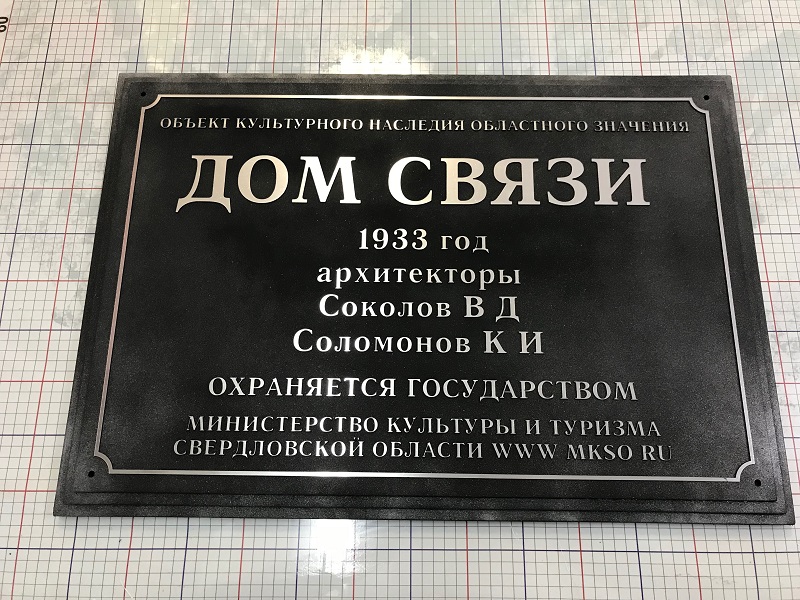 ОБЪЕКТ КУЛЬТУРНОГО НАСЛЕДИЯ ОБЛАСТНОГО ЗНАЧЕНИЯ
ДОМ СВЯЗИ
1933 год
архитекторы
Соколов В Д
Соломонов К И
ОХРАНЯЕТСЯ ГОСУДАРСТВОМ
МИНИСТЕРСТВО КУЛЬТУРЫ И ТУРИЗМА
СВЕРДЛОВСКОЙ ОБЛАСТИ WWW MKSO RU